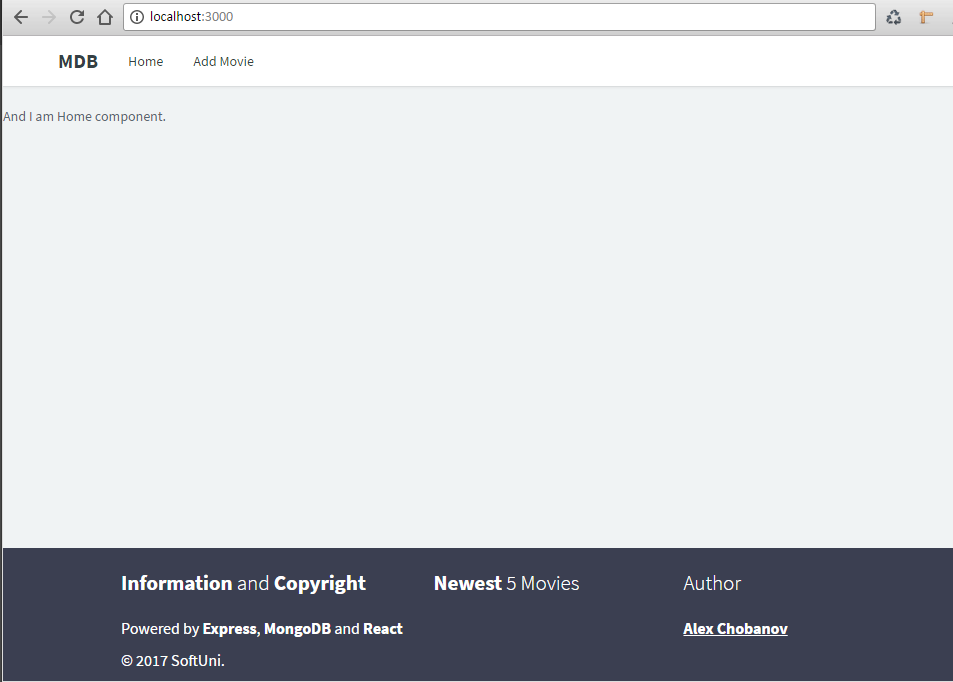 localhost:3000
MDB Home Add Movie
And I am Home component.
Information and Copyright Newest 5 Movies Author
Powered by Express, MongoDB and React Alex Chobanov
© 2017 SoftUni.